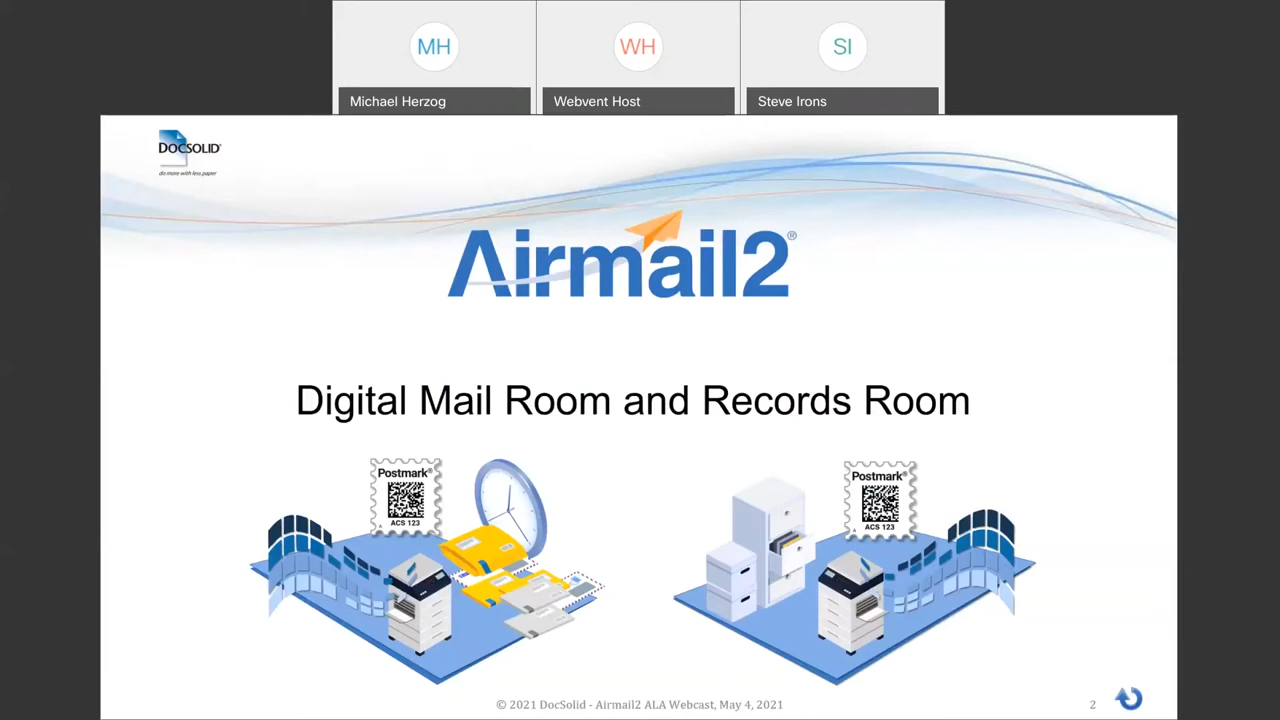 MH
WH
SI
Michael Herzog
Webvent Host
Steve Irons
DOCSOLID®
do more with less paper
Airmail2®
Digital Mail Room and Records Room
Postmark®
A
ACS 123
Postmark®
A
ACS 123
© 2021 DocSolid - Airmail2 ALA Webcast, May 4, 2021
2